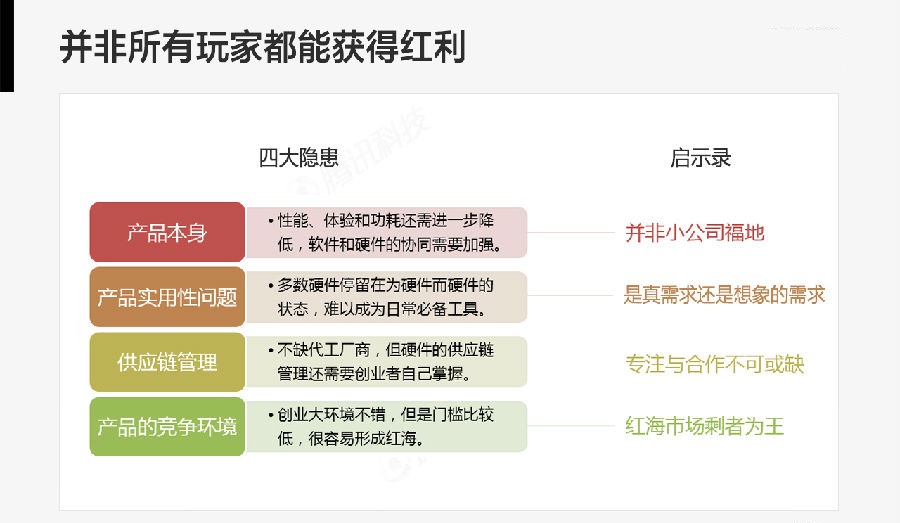 并非所有玩家都能获得红利
四大隐患
启示录
腾讯科技
产品本身
• 性能、体验和功耗还需进一步降
低，软件和硬件的协同需要加强。
并非小公司福地
产品实用性问题
• 多数硬件停留在为硬件而硬件的
状态，难以成为日常必备工具。
是真需求还是想象的需求
供应链管理
• 不缺代工厂商，但硬件的供应链
管理还需要创业者自己掌握。
专注与合作不可或缺
产品的竞争环境
• 创业大环境不错，但是门槛比较
低，很容易形成红海。
红海市场剩者为王